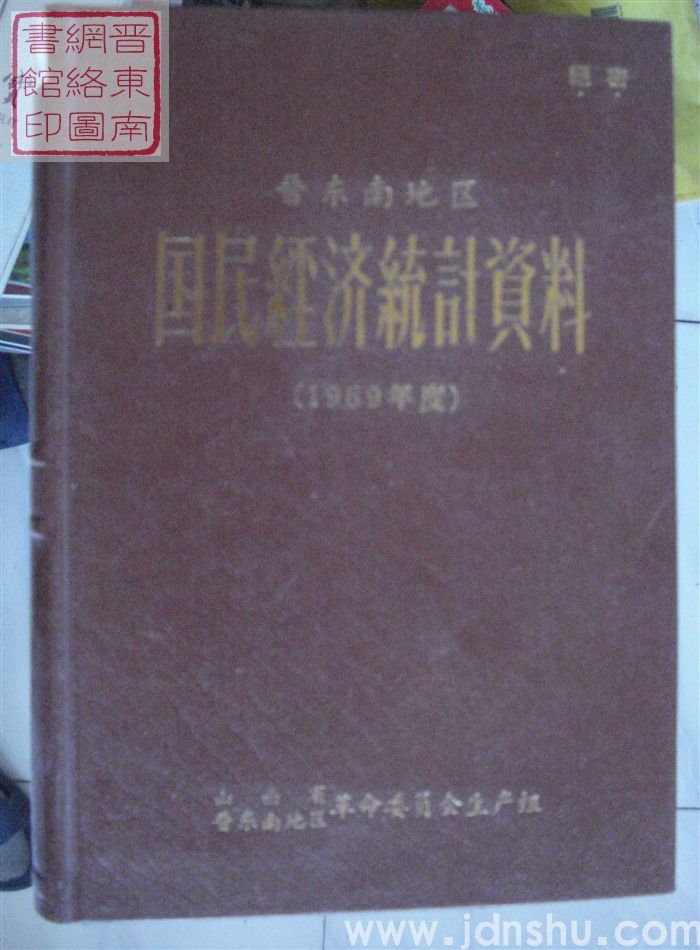 晋東南
網絡圖
書館印
晋东南地区
国民經济統計資料
(1969年度)
山西省
晋东南地区革命委員会生产組
www.jdnshu.com